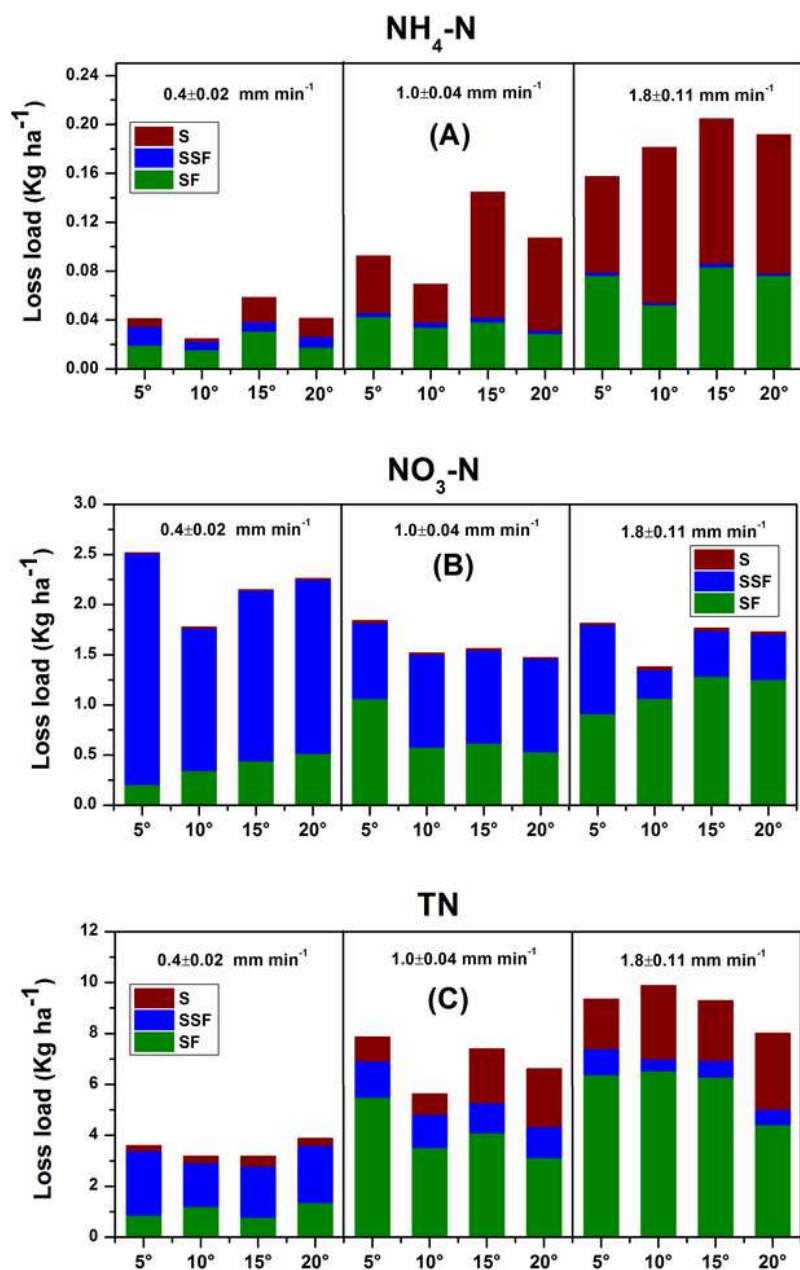 NH₄-N
0.24
0.20
0.16
0.12
0.08
0.04
0.00
Loss load (Kg ha⁻¹)
0.4±0.02 mm min⁻¹
1.0±0.04 mm min⁻¹
1.8±0.11 mm min⁻¹
(A)
S
SSF
SF
5° 10° 15° 20° 5° 10° 15° 20° 5° 10° 15° 20°
NO₃-N
3.0
2.5
2.0
1.5
1.0
0.5
0.0
Loss load (Kg ha⁻¹)
0.4±0.02 mm min⁻¹
1.0±0.04 mm min⁻¹
1.8±0.11 mm min⁻¹
(B)
S
SSF
SF
5° 10° 15° 20° 5° 10° 15° 20° 5° 10° 15° 20°
TN
12
10
8
6
4
2
0
Loss load (Kg ha⁻¹)
0.4±0.02 mm min⁻¹
1.0±0.04 mm min⁻¹
1.8±0.11 mm min⁻¹
(C)
S
SSF
SF
5° 10° 15° 20° 5° 10° 15° 20° 5° 10° 15° 20°